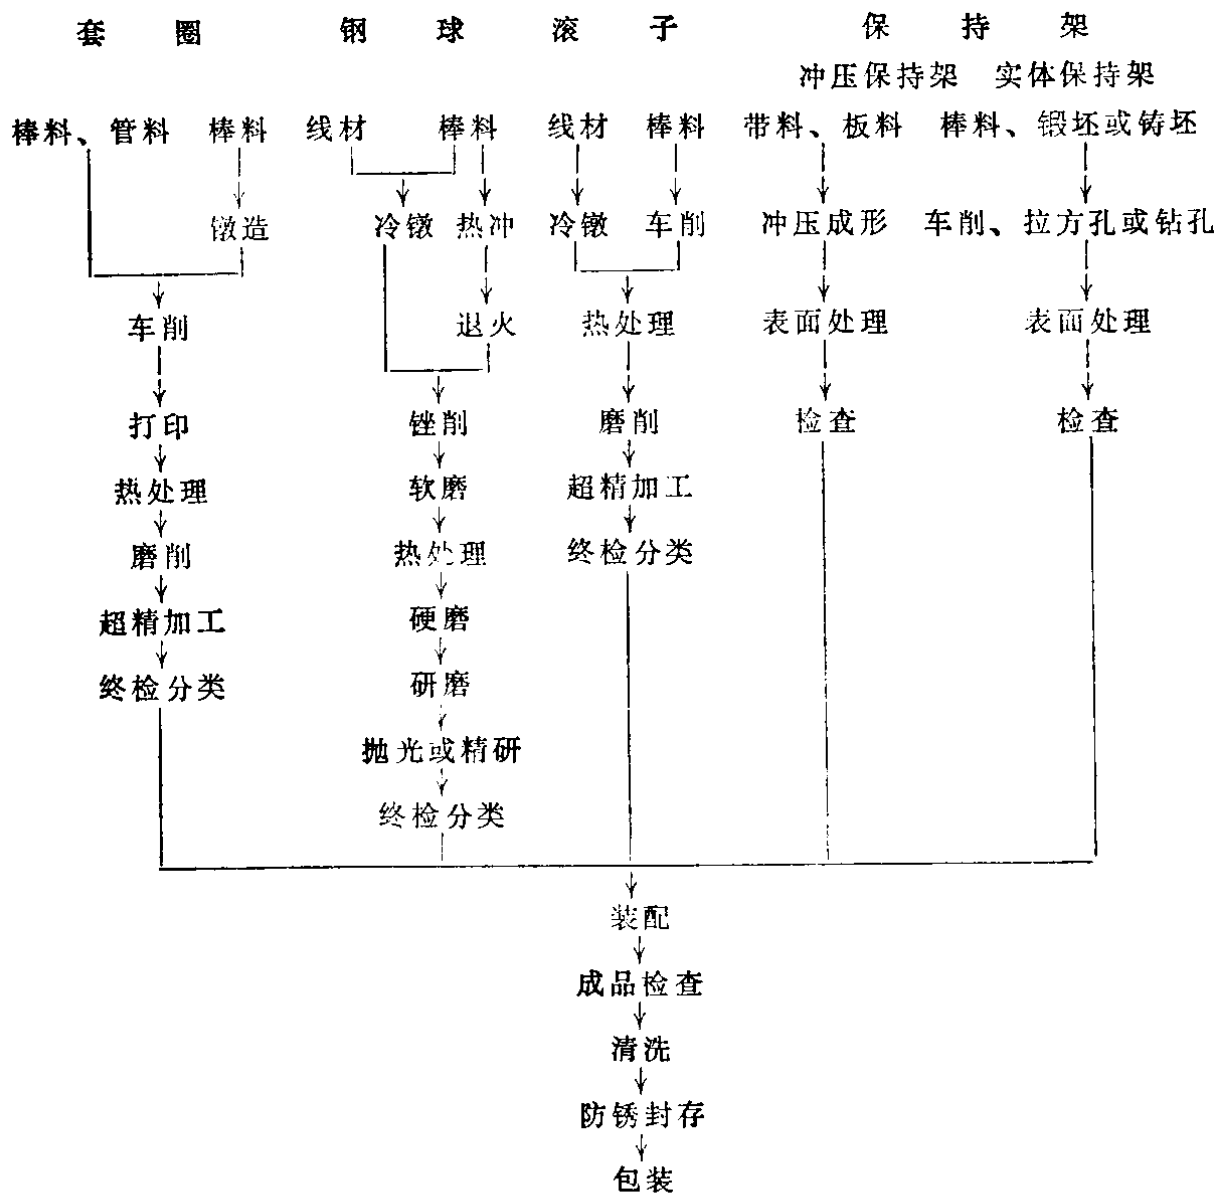 套圈 钢球 滚子 保持架
冲压保持架 实体保持架
棒料、管料 棒料 线材 棒料 线材 棒料 带料、板料 棒料、锻坯或铸坯
镦造 冷镦 热冲 冷镦 车削 冲压成形 车削、拉方孔或钻孔
车削 退火 热处理 表面处理 表面处理
打印 锉削 磨削 检查 检查
热处理 软磨 超精加工
磨削 热处理 终检分类
超精加工 硬磨
终检分类 研磨
抛光或精研
终检分类
装配
成品检查
清洗
防锈封存
包装